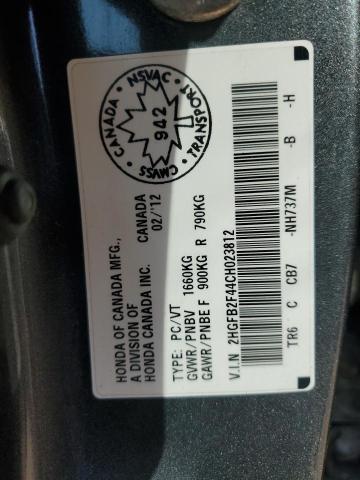 HONDA OF CANADA MFG.,
A DIVISION OF
HONDA CANADA INC.
CANADA
02/'12
TYPE: PC/VT
GVWR/PNBV 1660KG
GAWR/PNBE F 900KG R 790KG
V.I.N 2HGFB2F44CH023812
TR6 C CB7 -NH737M -B -H
CANADA • NSVAC • TRANSPORT • CMVSS •
942